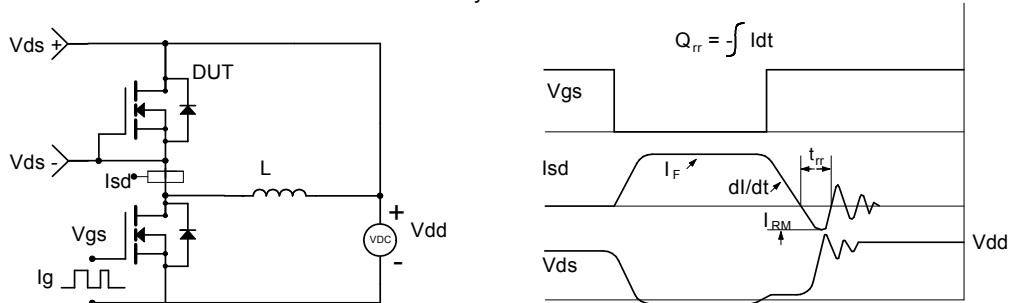 Vds +
DUT
Vds -
Isd
L
Vgs
Ig
+
VDC
Vdd
-
Qrr = -∫ Idt
Vgs
Isd
IF
dI/dt
trr
IRM
Vds
Vdd